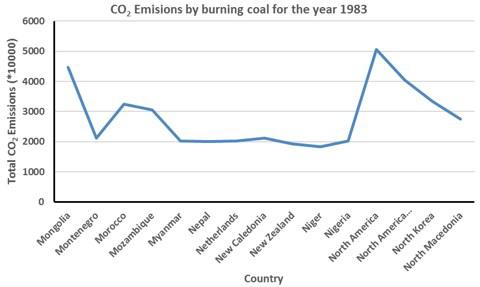 CO2 Emisions by burning coal for the year 1983
Total CO2 Emissions (*10000)
6000
5000
4000
3000
2000
1000
0
Mongolia
Montenegro
Morocco
Mozambique
Myanmar
Nepal
Netherlands
New Caledonia
New Zealand
Niger
Nigeria
North America
North America...
North Korea
North Macedonia
Country